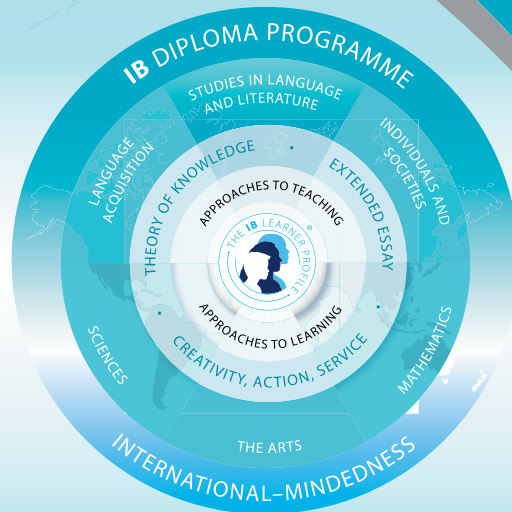 IB DIPLOMA PROGRAMME
STUDIES IN LANGUAGE
AND LITERATURE
LANGUAGE
ACQUISITION
INDIVIDUALS AND
SOCIETIES
THEORY OF KNOWLEDGE
EXTENDED ESSAY
APPROACHES TO TEACHING
THE IB LEARNER PROFILE
®
APPROACHES TO LEARNING
CREATIVITY, ACTION, SERVICE
SCIENCES
MATHEMATICS
THE ARTS
INTERNATIONAL–MINDEDNESS